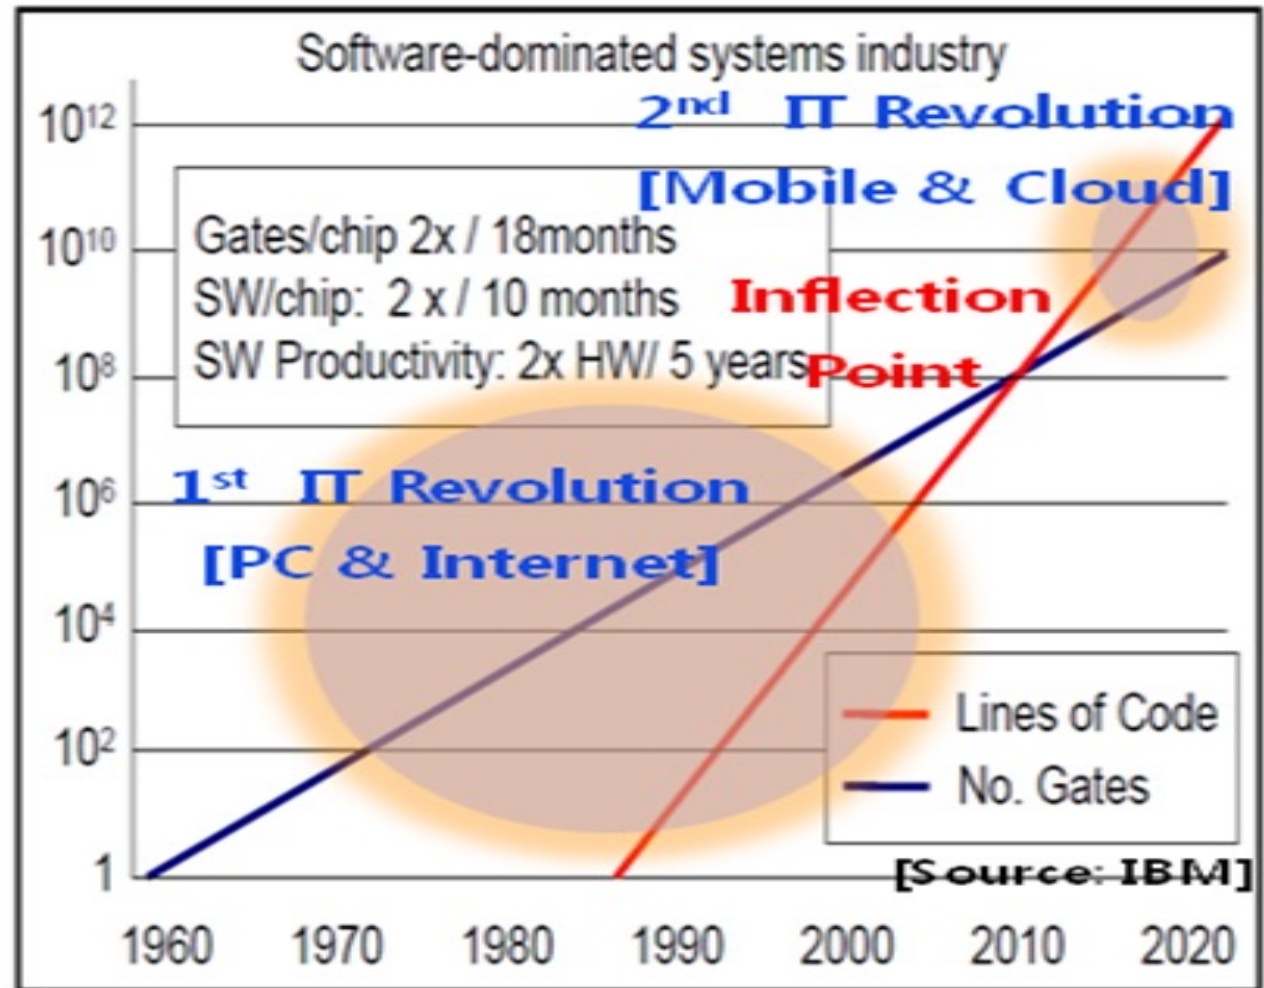 Software-dominated systems industry
2nd IT Revolution
[Mobile & Cloud]
Gates/chip 2x / 18months
SW/chip: 2 x / 10 months
SW Productivity: 2x HW/ 5 years
Inflection
Point
1st IT Revolution
[PC & Internet]
10¹²
10¹⁰
10⁸
10⁶
10⁴
10²
1
Lines of Code
No. Gates
[Source: IBM]
1960 1970 1980 1990 2000 2010 2020